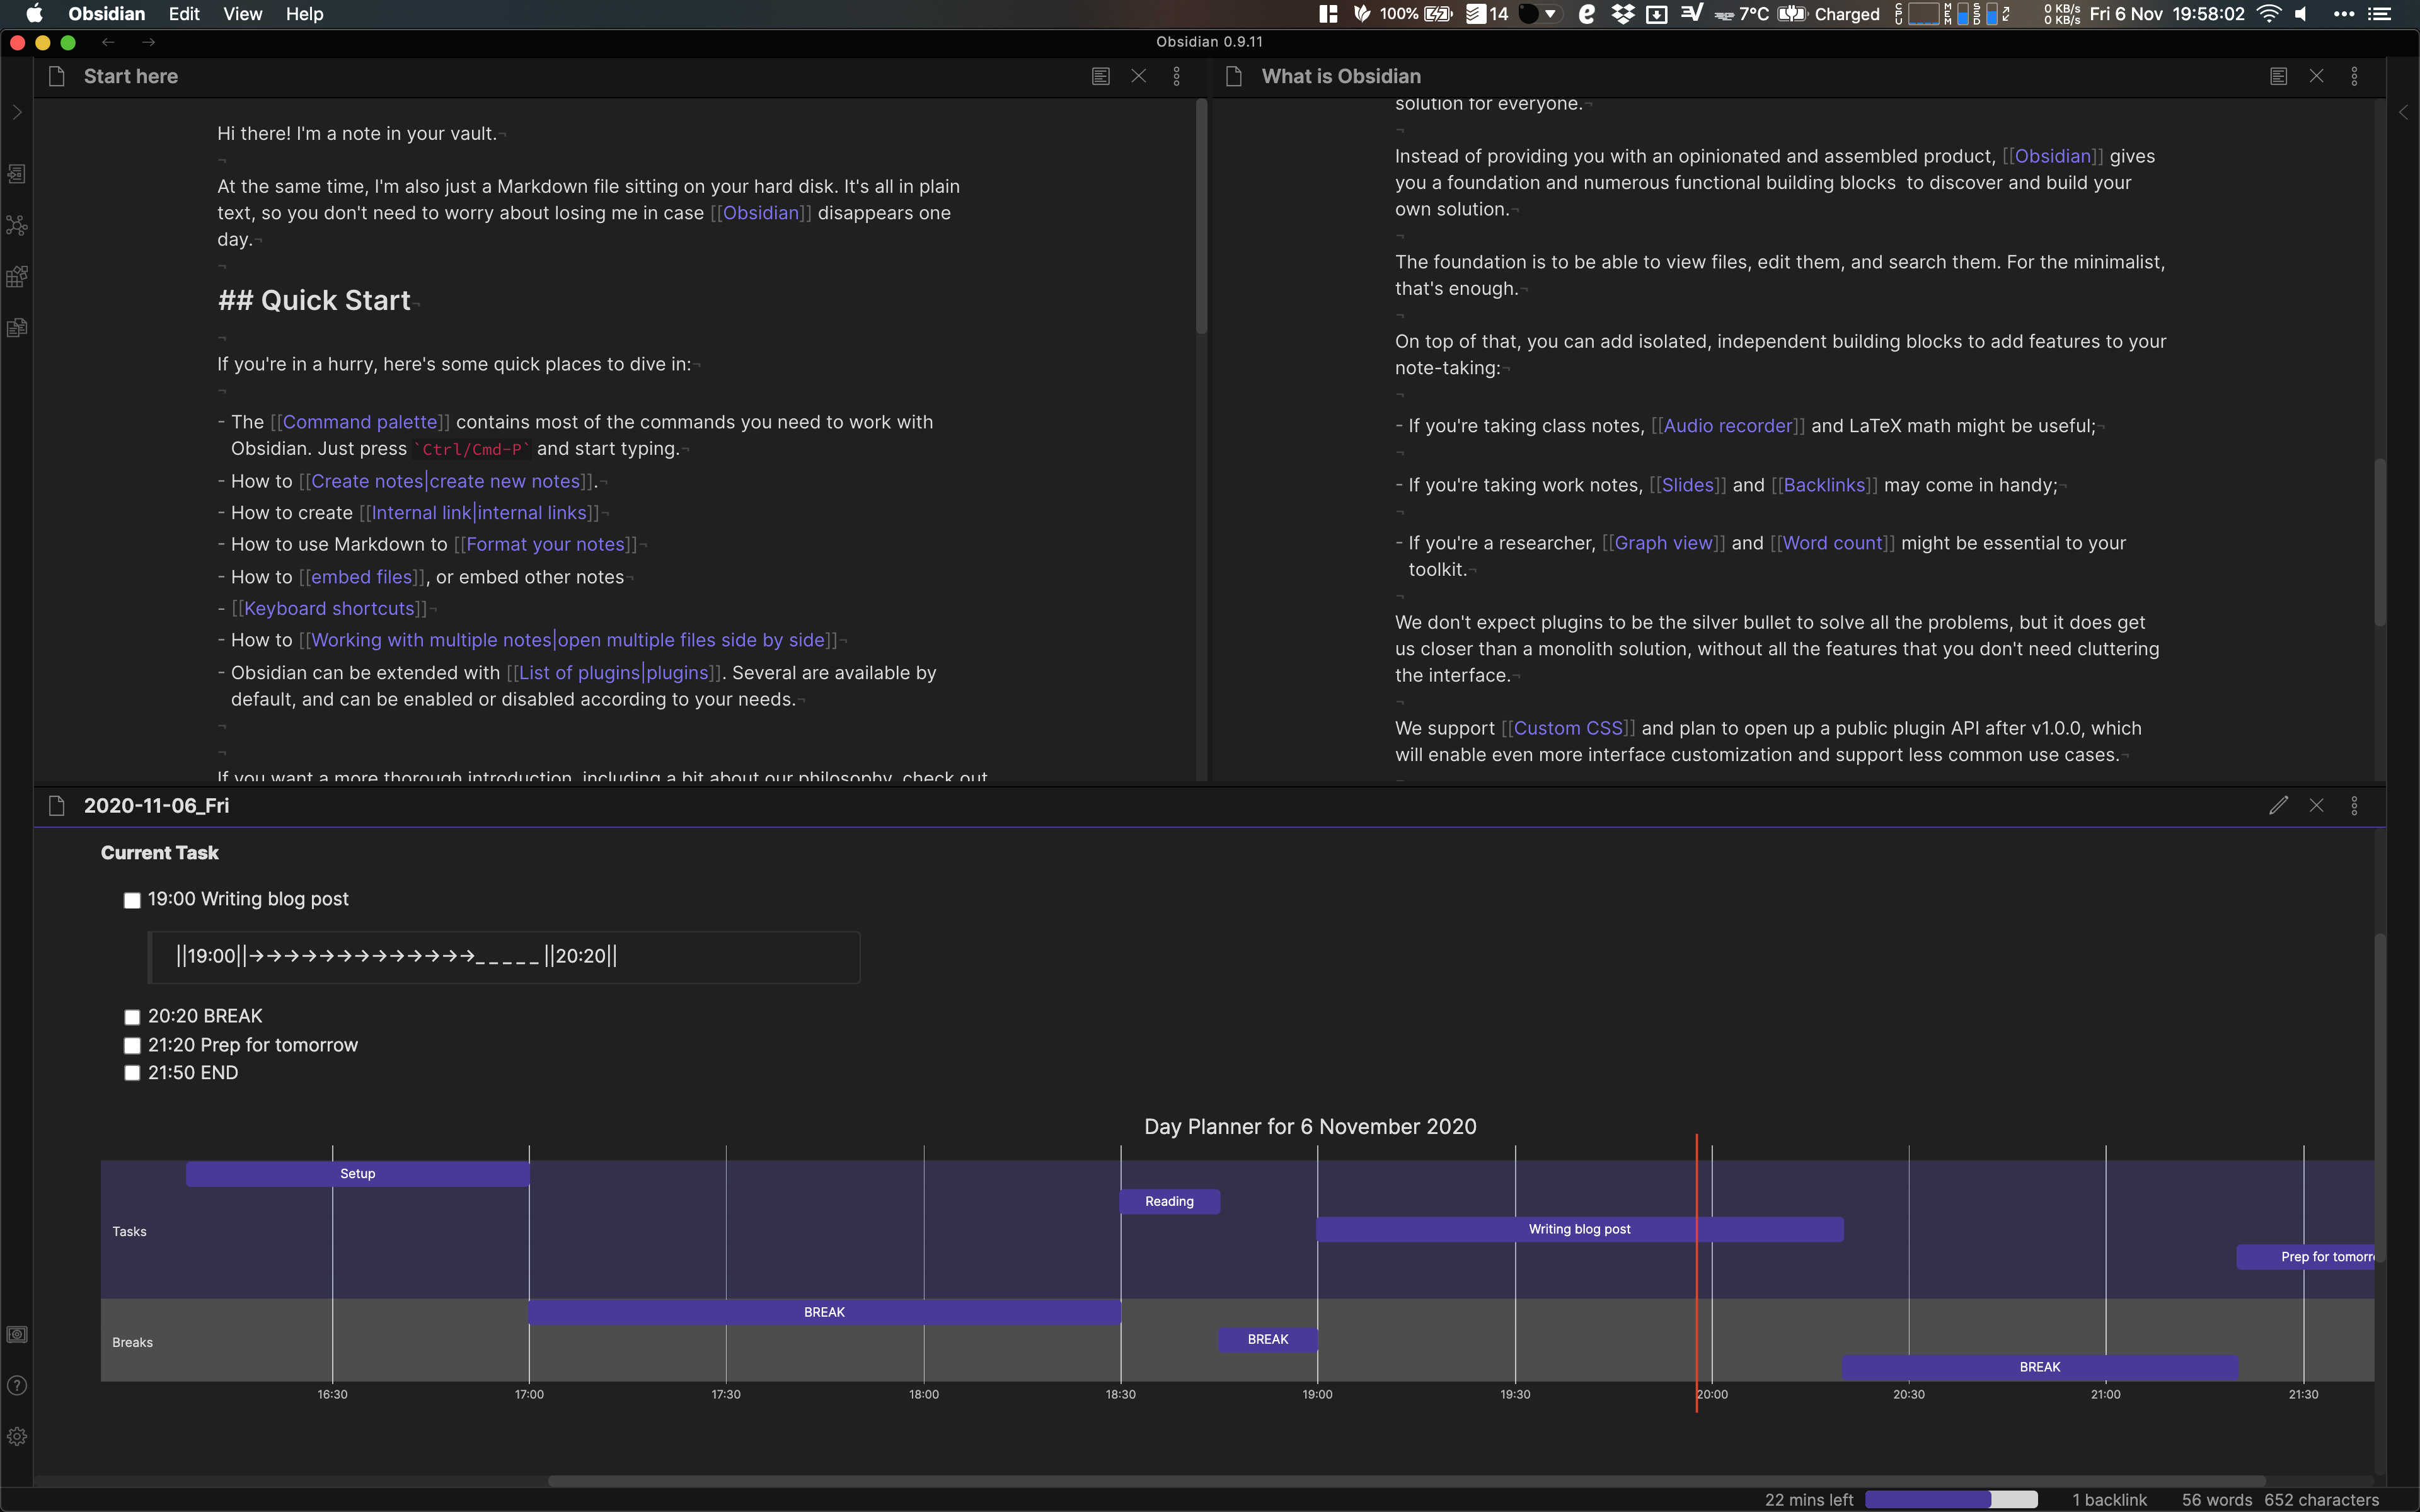 Obsidian Edit View Help 100% 14 7°C Charged CPU MEM SSD 0 KB/s 0 KB/s Fri 6 Nov 19:58:02
Obsidian 0.9.11
Start here
Hi there! I'm a note in your vault.¬
¬
At the same time, I'm also just a Markdown file sitting on your hard disk. It's all in plain
text, so you don't need to worry about losing me in case [[Obsidian]] disappears one
day.¬
¬
## Quick Start¬
¬
If you're in a hurry, here's some quick places to dive in:¬
¬
- The [[Command palette]] contains most of the commands you need to work with
Obsidian. Just press `Ctrl/Cmd-P` and start typing.¬
- How to [[Create notes|create new notes]].¬
- How to create [[Internal link|internal links]]¬
- How to use Markdown to [[Format your notes]]¬
- How to [[embed files]], or embed other notes¬
- [[Keyboard shortcuts]]¬
- How to [[Working with multiple notes|open multiple files side by side]]¬
- Obsidian can be extended with [[List of plugins|plugins]]. Several are available by
default, and can be enabled or disabled according to your needs.¬
¬
¬
If you want a more thorough introduction, including a bit about our philosophy, check out
What is Obsidian
solution for everyone.¬
¬
Instead of providing you with an opinionated and assembled product, [[Obsidian]] gives
you a foundation and numerous functional building blocks  to discover and build your
own solution.¬
¬
The foundation is to be able to view files, edit them, and search them. For the minimalist,
that's enough.¬
¬
On top of that, you can add isolated, independent building blocks to add features to your
note-taking:¬
¬
- If you're taking class notes, [[Audio recorder]] and LaTeX math might be useful;¬
¬
- If you're taking work notes, [[Slides]] and [[Backlinks]] may come in handy;¬
¬
- If you're a researcher, [[Graph view]] and [[Word count]] might be essential to your
toolkit.¬
¬
We don't expect plugins to be the silver bullet to solve all the problems, but it does get
us closer than a monolith solution, without all the features that you don't need cluttering
the interface.¬
¬
We support [[Custom CSS]] and plan to open up a public plugin API after v1.0.0, which
will enable even more interface customization and support less common use cases.¬
2020-11-06_Fri
Current Task
19:00 Writing blog post
||19:00||→→→→→→→→→→→→→_____ ||20:20||
20:20 BREAK
21:20 Prep for tomorrow
21:50 END
Day Planner for 6 November 2020
Setup
Reading
Tasks
Writing blog post
Prep for tomorr
BREAK
Breaks
BREAK
BREAK
16:30 17:00 17:30 18:00 18:30 19:00 19:30 20:00 20:30 21:00 21:30
22 mins left 1 backlink 56 words 652 characters